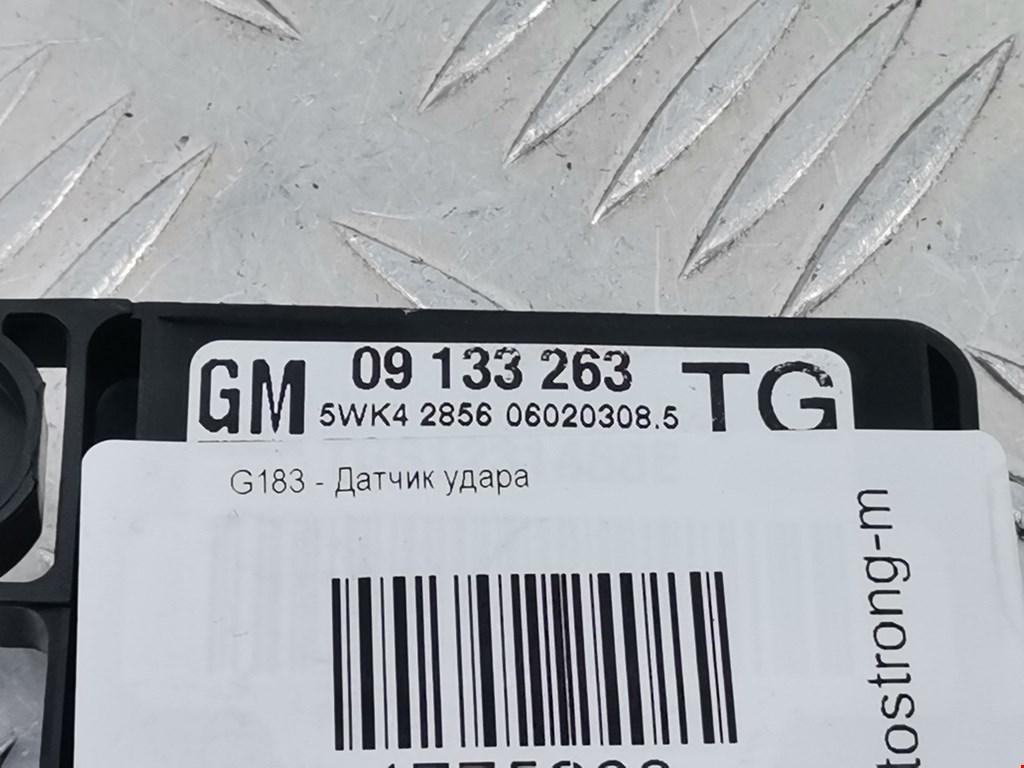 GM 09 133 263 TG
5WK4 2856 06020308.5
G183 - Датчик удара
tostrong-m